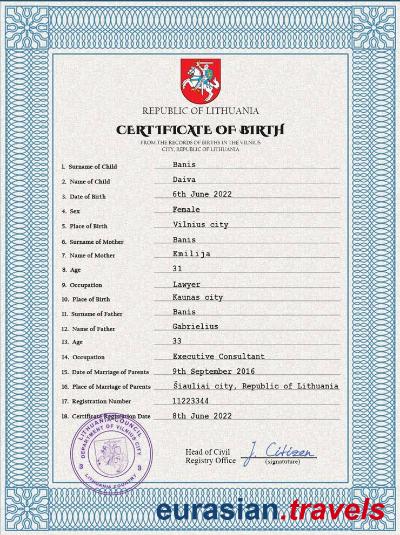 REPUBLIC OF LITHUANIA
CERTIFICATE OF BIRTH
FROM THE RECORDS OF BIRTHS IN THE VILNIUS
CITY, REPUBLIC OF LITHUANIA
1. Surname of Child Banis
2. Name of Child Daiva
3. Date of Birth 6th June 2022
4. Sex Female
5. Place of Birth Vilnius city
6. Surname of Mother Banis
7. Name of Mother Emilija
8. Age 31
9. Occupation Lawyer
10. Place of Birth Kaunas city
11. Surname of Father Banis
12. Name of Father Gabrielius
13. Age 33
14. Occupation Executive Consultant
15. Date of Marriage of Parents 9th September 2016
16. Place of Marriage of Parents Šiauliai city, Republic of Lithuania
17. Registration Number 11223344
18. Certificate Registration Date 8th June 2022
LITHUANIA COUNCIL
DEPARTMENT OF VILNIUS CITY
LITHUANIA COUNTRY
Head of Civil
Registry Office
J. Citizen
(signature)
eurasian.travels